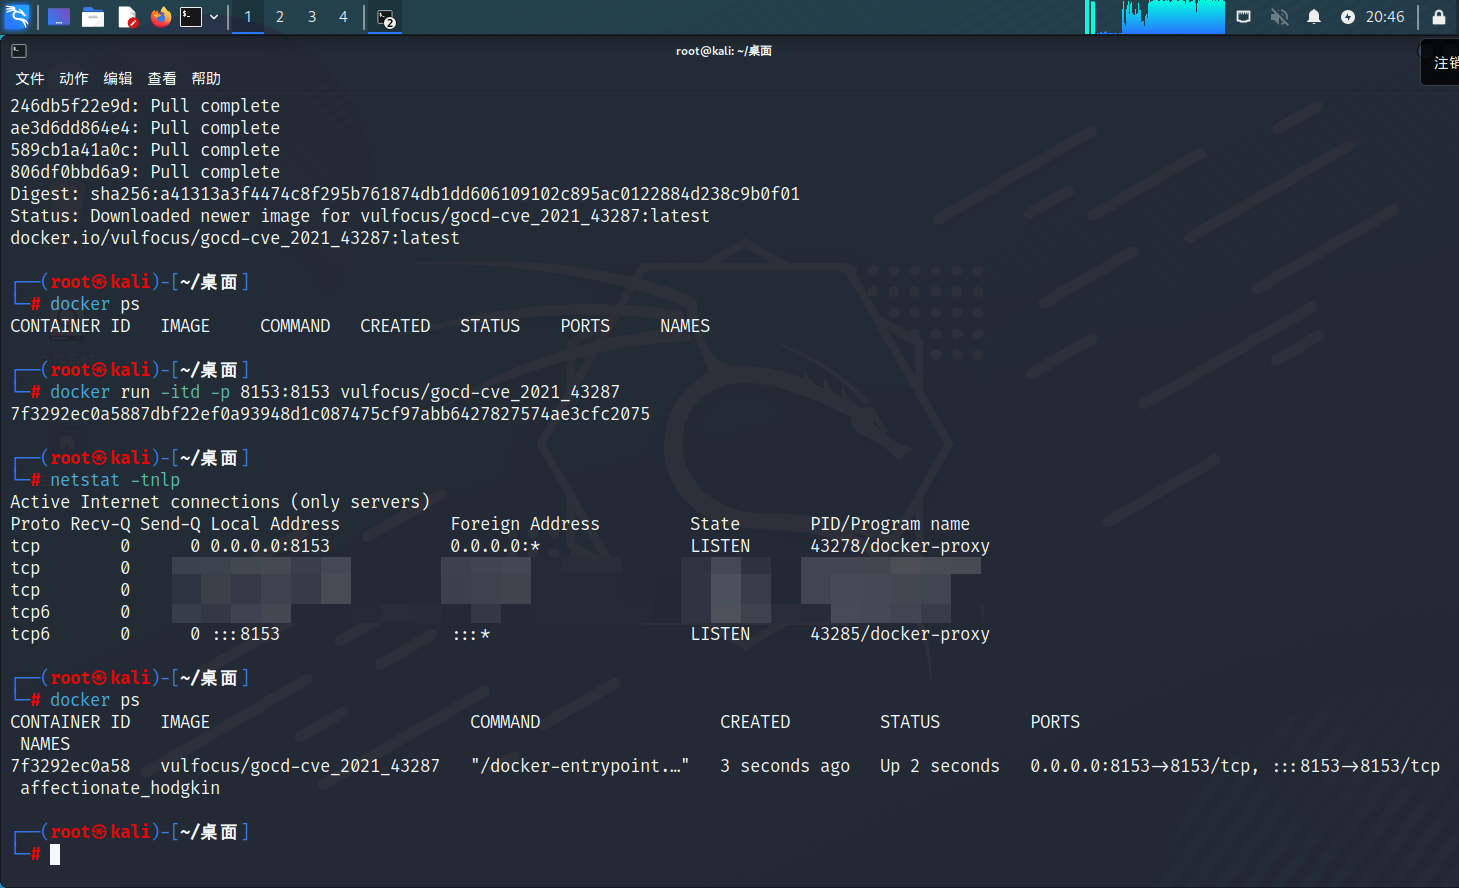 1 2 3 4 2 20:46
root@kali: ~/桌面
注销
文件 动作 编辑 查看 帮助
246db5f22e9d: Pull complete
ae3d6dd864e4: Pull complete
589cb1a41a0c: Pull complete
806df0bbd6a9: Pull complete
Digest: sha256:a41313a3f4474c8f295b761874db1dd606109102c895ac0122884d238c9b0f01
Status: Downloaded newer image for vulfocus/gocd-cve_2021_43287:latest
docker.io/vulfocus/gocd-cve_2021_43287:latest
┌──(root㉿kali)-[~/桌面]
└─# docker ps
CONTAINER ID   IMAGE     COMMAND   CREATED   STATUS    PORTS     NAMES
┌──(root㉿kali)-[~/桌面]
└─# docker run -itd -p 8153:8153 vulfocus/gocd-cve_2021_43287
7f3292ec0a5887dbf22ef0a93948d1c087475cf97abb6427827574ae3cfc2075
┌──(root㉿kali)-[~/桌面]
└─# netstat -tnlp
Active Internet connections (only servers)
Proto Recv-Q Send-Q Local Address           Foreign Address         State       PID/Program name
tcp        0      0 0.0.0.0:8153            0.0.0.0:*               LISTEN      43278/docker-proxy
tcp        0
tcp        0
tcp6       0
tcp6       0      0 :::8153                 :::*                    LISTEN      43285/docker-proxy
┌──(root㉿kali)-[~/桌面]
└─# docker ps
CONTAINER ID   IMAGE                          COMMAND                  CREATED         STATUS         PORTS
NAMES
7f3292ec0a58   vulfocus/gocd-cve_2021_43287   "/docker-entrypoint.…"   3 seconds ago   Up 2 seconds   0.0.0.0:8153->8153/tcp, :::8153->8153/tcp
affectionate_hodgkin
┌──(root㉿kali)-[~/桌面]
└─#